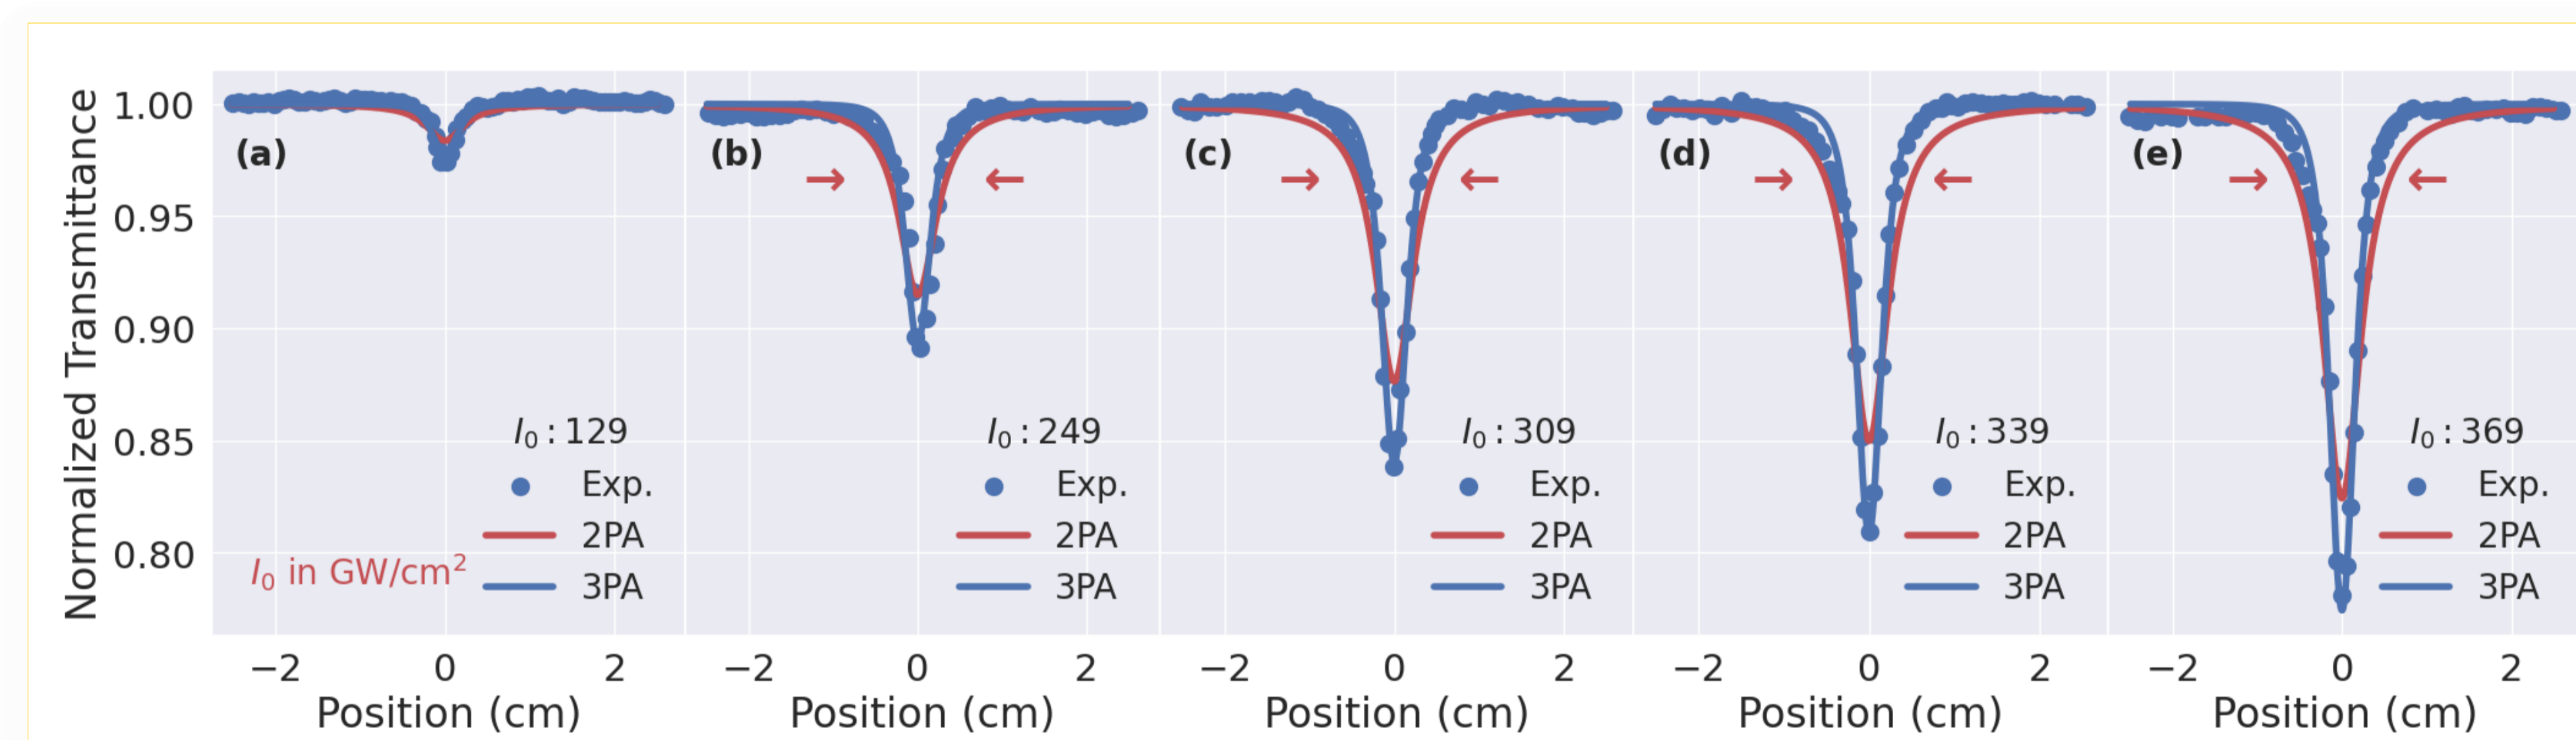 Normalized Transmittance
1.00
0.95
0.90
0.85
0.80
(a)
I₀ : 129
Exp.
2PA
3PA
I₀ in GW/cm²
−2 0 2
Position (cm)
(b)
I₀ : 249
Exp.
2PA
3PA
−2 0 2
Position (cm)
(c)
I₀ : 309
Exp.
2PA
3PA
−2 0 2
Position (cm)
(d)
I₀ : 339
Exp.
2PA
3PA
−2 0 2
Position (cm)
(e)
I₀ : 369
Exp.
2PA
3PA
−2 0 2
Position (cm)